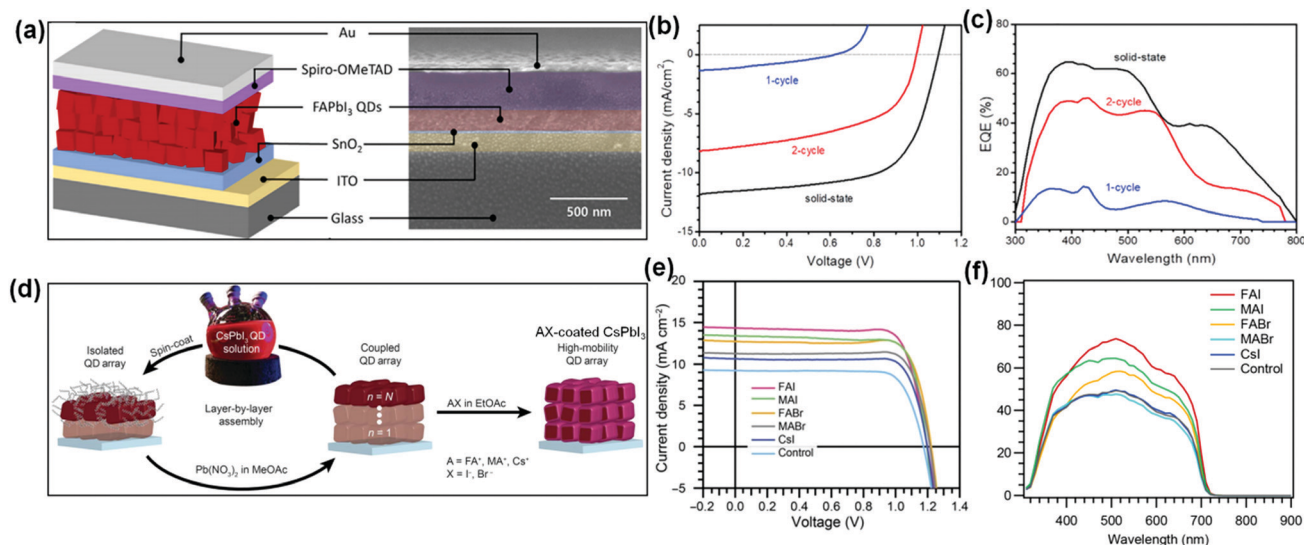 (a)
Au
Spiro-OMeTAD
FAPbI₃ QDs
SnO₂
ITO
Glass
500 nm
(b)
Current density (mA/cm²)
0
-5
-10
-15
0.0 0.2 0.4 0.6 0.8 1.0 1.2
Voltage (V)
1-cycle
2-cycle
solid-state
(c)
EQE (%)
80
60
40
20
0
300 400 500 600 700 800
Wavelength (nm)
solid-state
2-cycle
1-cycle
(d)
Isolated
QD array
Spin-coat
CsPbI₃ QD
solution
Layer-by-layer
assembly
Pb(NO₃)₂ in MeOAc
Coupled
QD array
n = N
n = 1
AX in EtOAc
A = FA⁺, MA⁺, Cs⁺
X = I⁻, Br⁻
AX-coated CsPbI₃
High-mobility
QD array
(e)
Current density (mA cm⁻²)
20
15
10
5
0
−5
−0.2 0.0 0.2 0.4 0.6 0.8 1.0 1.2 1.4
Voltage (V)
FAI
MAI
FABr
MABr
CsI
Control
(f)
100
80
60
40
20
0
400 500 600 700 800 900
Wavelength (nm)
FAI
MAI
FABr
MABr
CsI
Control